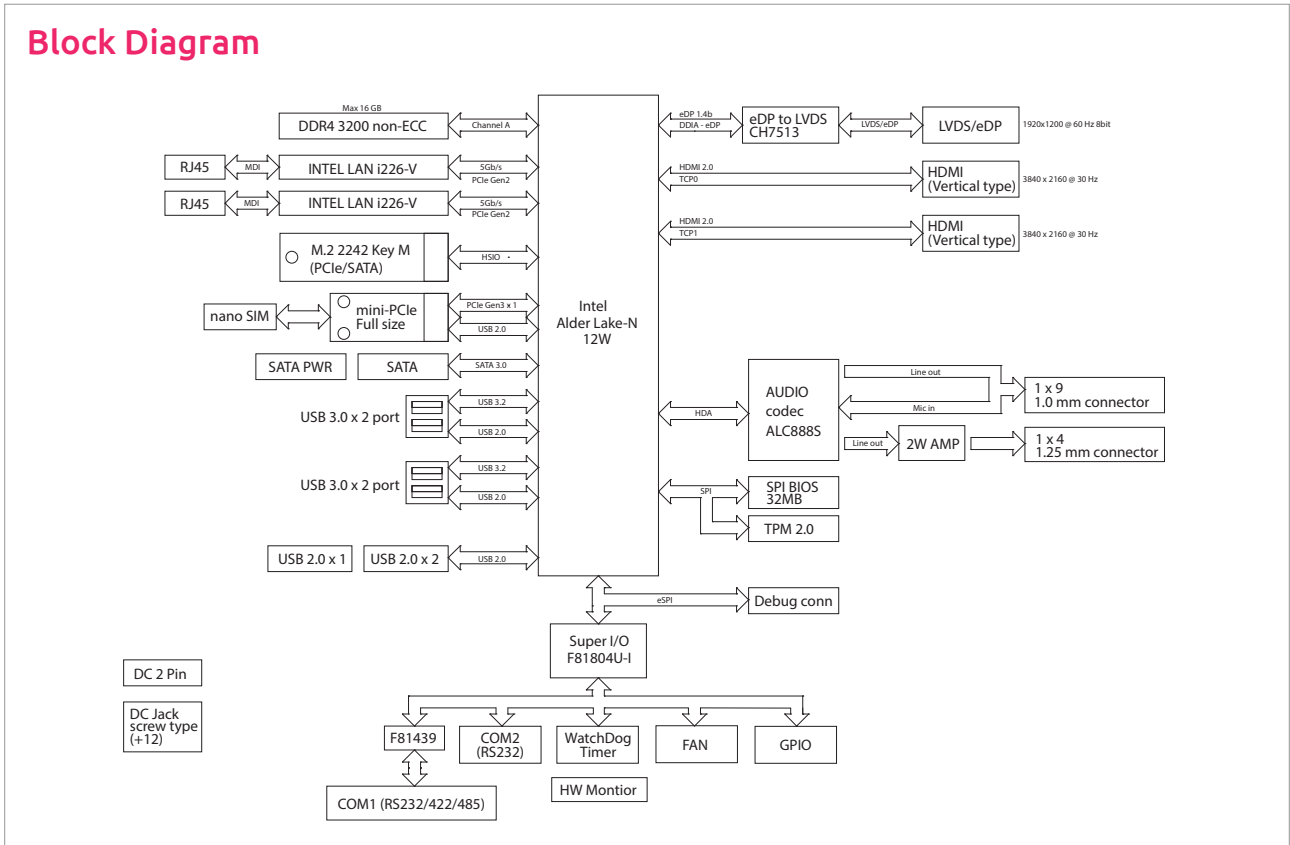 Block Diagram
Max 16 GB
DDR4 3200 non-ECC
Channel A
RJ45
MDI
INTEL LAN i226-V
5Gb/s
PCIe Gen2
RJ45
MDI
INTEL LAN i226-V
5Gb/s
PCIe Gen2
M.2 2242 Key M
(PCIe/SATA)
HSIO
nano SIM
mini-PCIe
Full size
PCIe Gen3 x 1
USB 2.0
SATA PWR
SATA
SATA 3.0
USB 3.0 x 2 port
USB 3.2
USB 2.0
USB 3.0 x 2 port
USB 3.2
USB 2.0
USB 2.0 x 1
USB 2.0 x 2
USB 2.0
Intel
Alder Lake-N
12W
eDP 1.4b
DDIA - eDP
eDP to LVDS
CH7513
LVDS/eDP
LVDS/eDP
1920x1200 @ 60 Hz 8bit
HDMI 2.0
TCP0
HDMI
(Vertical type)
3840 x 2160 @ 30 Hz
HDMI 2.0
TCP1
HDMI
(Vertical type)
3840 x 2160 @ 30 Hz
HDA
AUDIO
codec
ALC888S
Line out
Mic in
1 x 9
1.0 mm connector
Line out
2W AMP
1 x 4
1.25 mm connector
SPI
SPI BIOS
32MB
TPM 2.0
eSPI
Debug conn
Super I/O
F81804U-I
DC 2 Pin
DC Jack
screw type
(+12)
F81439
COM2
(RS232)
WatchDog
Timer
FAN
GPIO
HW Montior
COM1 (RS232/422/485)